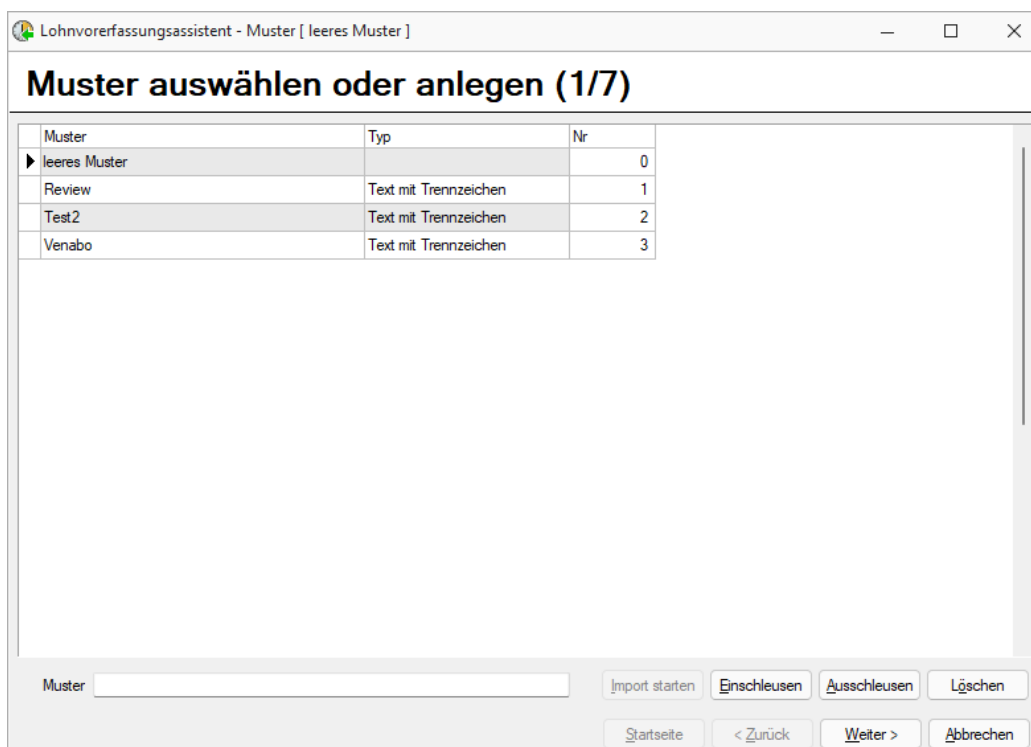 Lohnvorerfassungsassistent - Muster [ leeres Muster ]
Muster auswählen oder anlegen (1/7)
Muster Typ Nr
leeres Muster 0
Review Text mit Trennzeichen 1
Test2 Text mit Trennzeichen 2
Venabo Text mit Trennzeichen 3
Muster Import starten Einschleusen Ausschleusen Löschen
Startseite < Zurück Weiter > Abbrechen